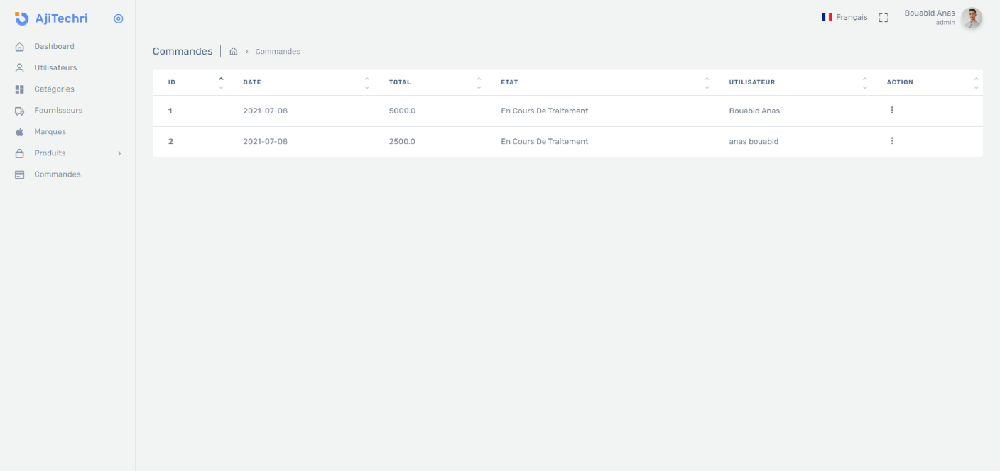 AjiTechri
Français
Bouabid Anas
admin
Dashboard
Utilisateurs
Catégories
Fournisseurs
Marques
Produits
Commandes
Commandes Commandes
ID DATE TOTAL ETAT UTILISATEUR ACTION
1 2021-07-08 5000.0 En Cours De Traitement Bouabid Anas
2 2021-07-08 2500.0 En Cours De Traitement anas bouabid